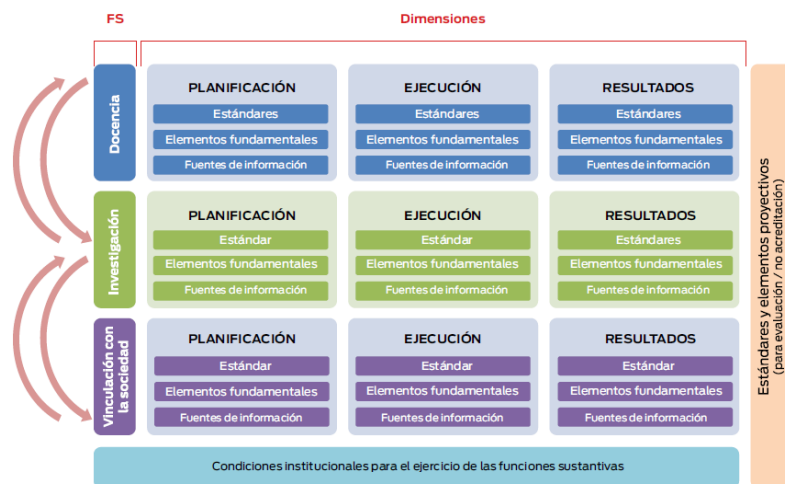 FS
Dimensiones
Docencia
PLANIFICACIÓN
Estándares
Elementos fundamentales
Fuentes de información
EJECUCIÓN
Estándares
Elementos fundamentales
Fuentes de información
RESULTADOS
Estándares
Elementos fundamentales
Fuentes de información
Investigación
PLANIFICACIÓN
Estándar
Elementos fundamentales
Fuentes de información
EJECUCIÓN
Estándar
Elementos fundamentales
Fuentes de información
RESULTADOS
Estándares
Elementos fundamentales
Fuentes de información
Vinculación con
la sociedad
PLANIFICACIÓN
Estándar
Elementos fundamentales
Fuentes de información
EJECUCIÓN
Estándar
Elementos fundamentales
Fuentes de información
RESULTADOS
Estándar
Elementos fundamentales
Fuentes de información
Condiciones institucionales para el ejercicio de las funciones sustantivas
Estándares y elementos proyectivos
(para evaluación / no acreditación)